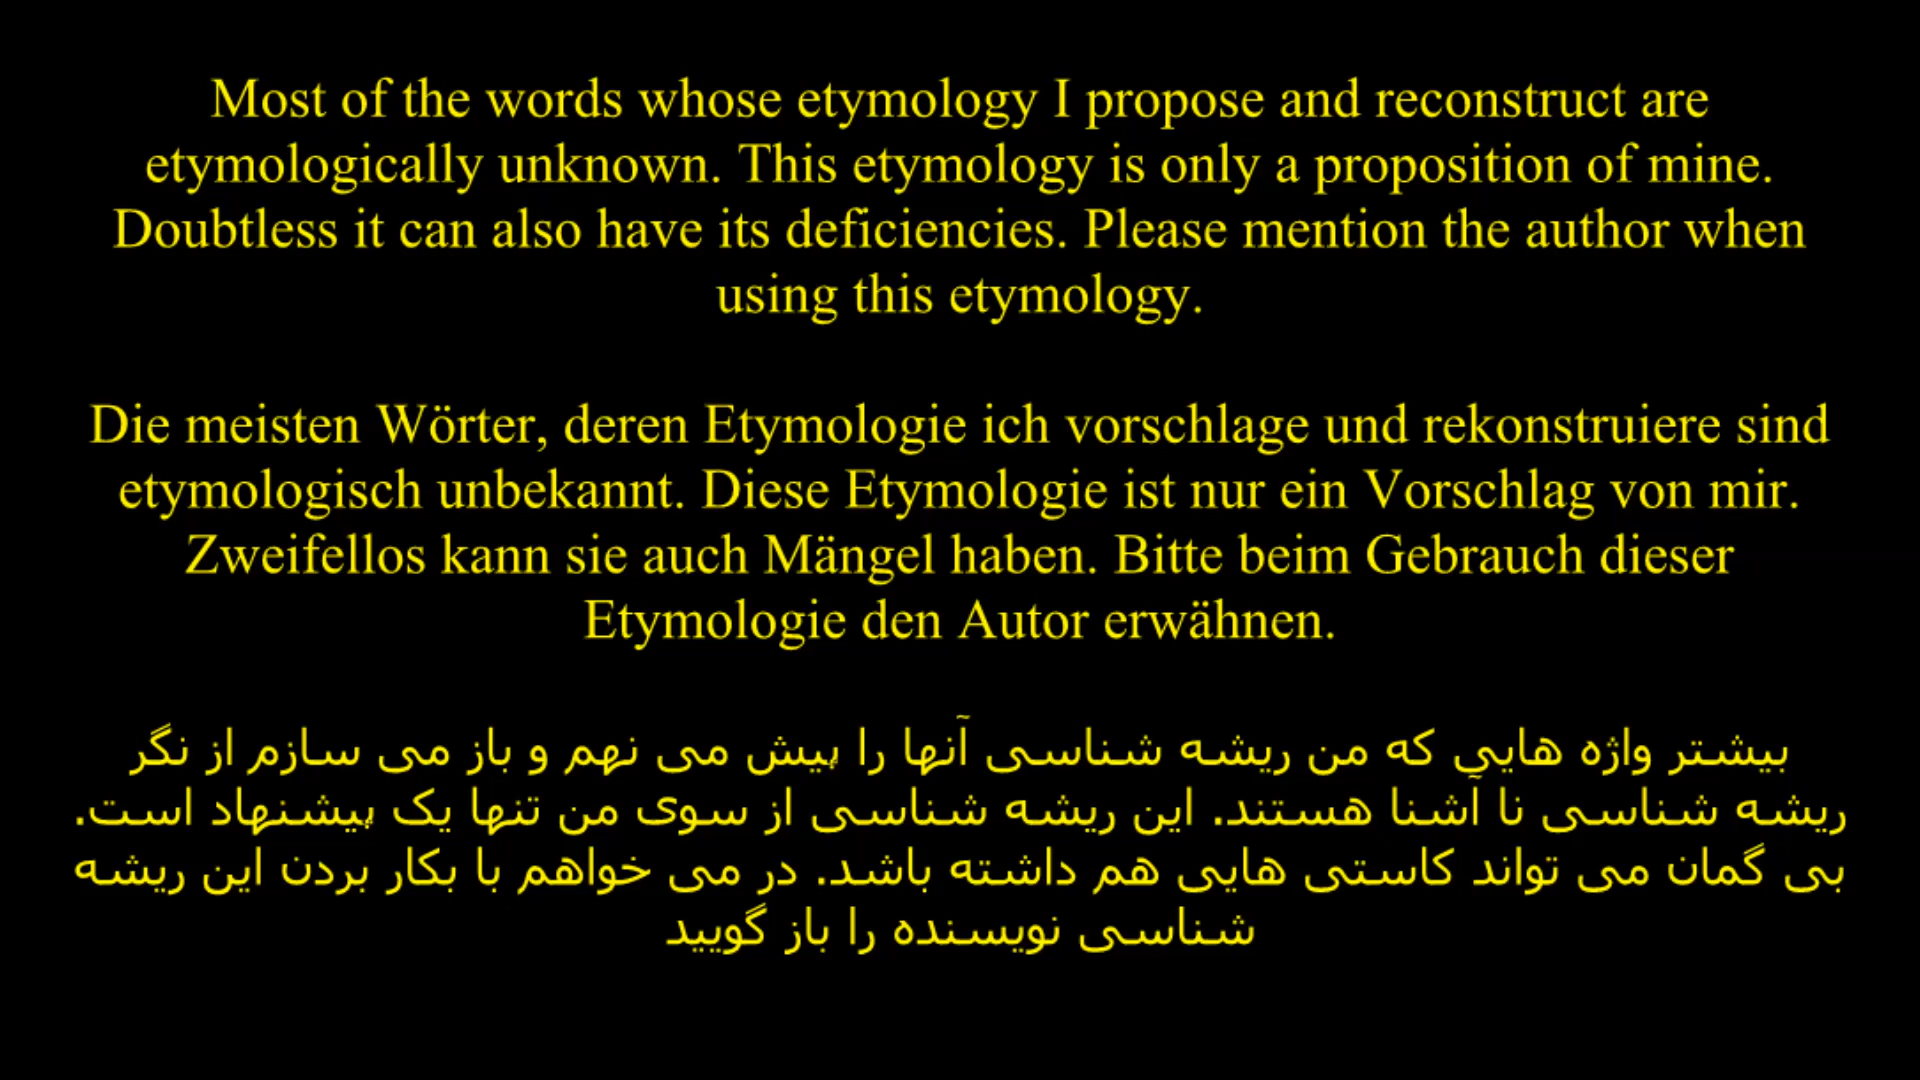 Most of the words whose etymology I propose and reconstruct are
etymologically unknown. This etymology is only a proposition of mine.
Doubtless it can also have its deficiencies. Please mention the author when
using this etymology.
Die meisten Wörter, deren Etymologie ich vorschlage und rekonstruiere sind
etymologisch unbekannt. Diese Etymologie ist nur ein Vorschlag von mir.
Zweifellos kann sie auch Mängel haben. Bitte beim Gebrauch dieser
Etymologie den Autor erwähnen.
بیشتر واژه هایی که من ریشه شناسی آنها را پیش می نهم و باز می سازم از نگر
ریشه شناسی نا آشنا هستند. این ریشه شناسی از سوی من تنها یک پیشنهاد است.
بی گمان می تواند کاستی هایی هم داشته باشد. در می خواهم با بکار بردن این ریشه
شناسی نویسنده را باز گویید